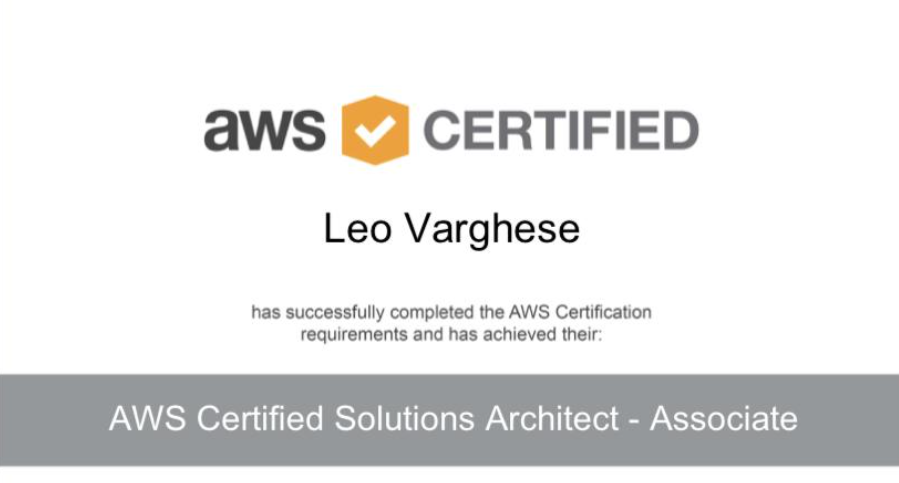 aws CERTIFIED
Leo Varghese
has successfully completed the AWS Certification
requirements and has achieved their:
AWS Certified Solutions Architect - Associate